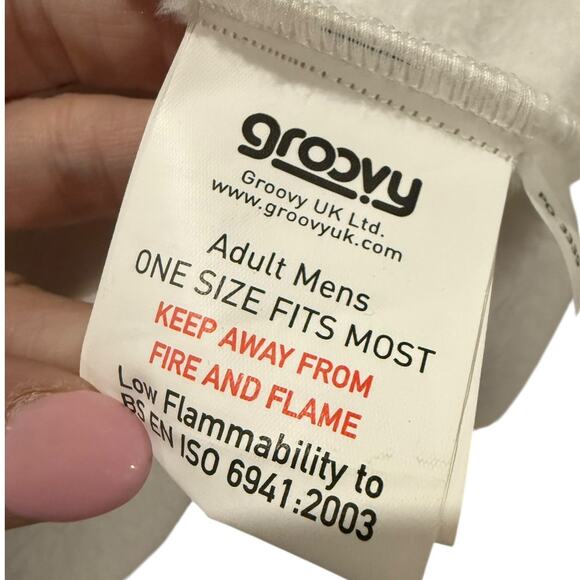 groovy
Groovy UK Ltd.
www.groovyuk.com
Adult Mens
ONE SIZE FITS MOST
KEEP AWAY FROM
FIRE AND FLAME
Low Flammability to
BS EN ISO 6941:2003
PO